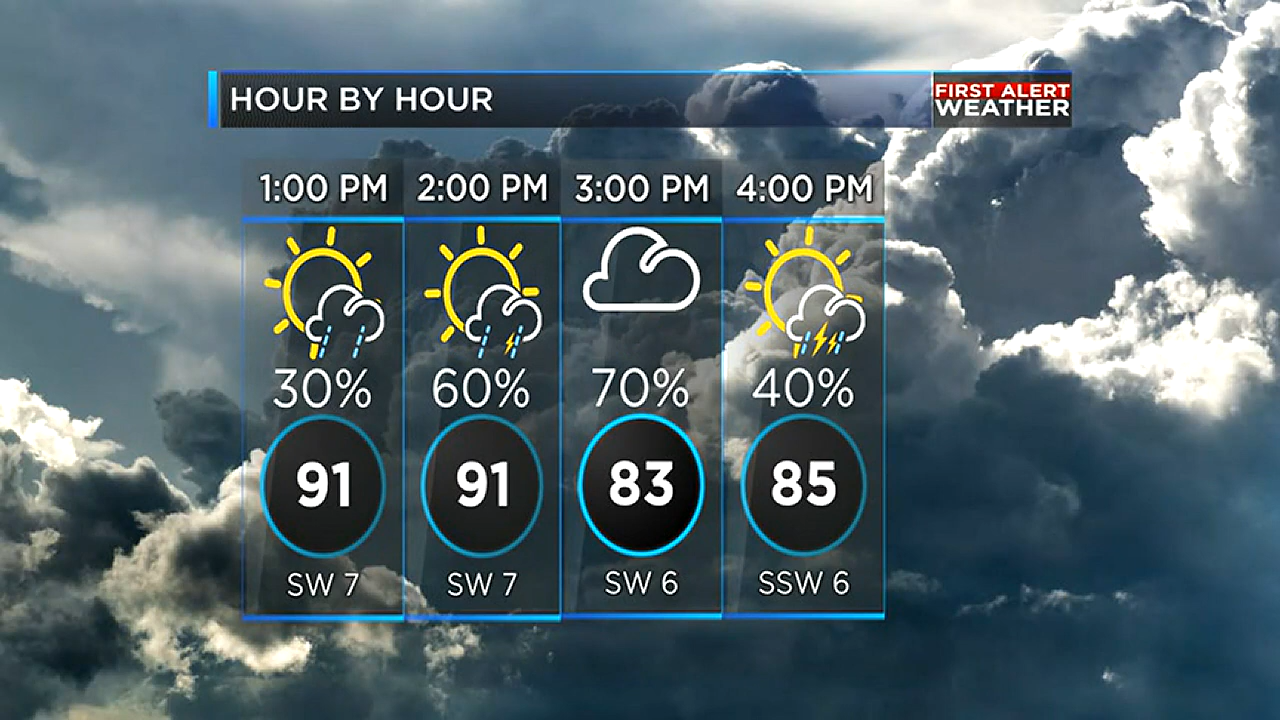 HOUR BY HOUR
FIRST ALERT
WEATHER
1:00 PM 2:00 PM 3:00 PM 4:00 PM
30% 60% 70% 40%
91 91 83 85
SW 7 SW 7 SW 6 SSW 6